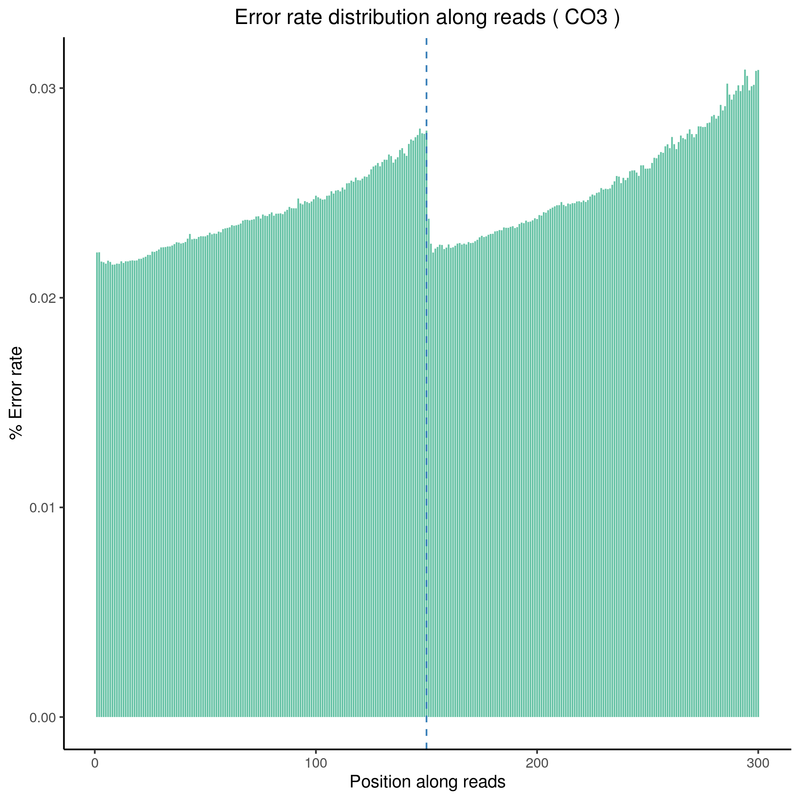 Error rate distribution along reads ( CO3 )
% Error rate
0.03
0.02
0.01
0.00
0 100 200 300
Position along reads